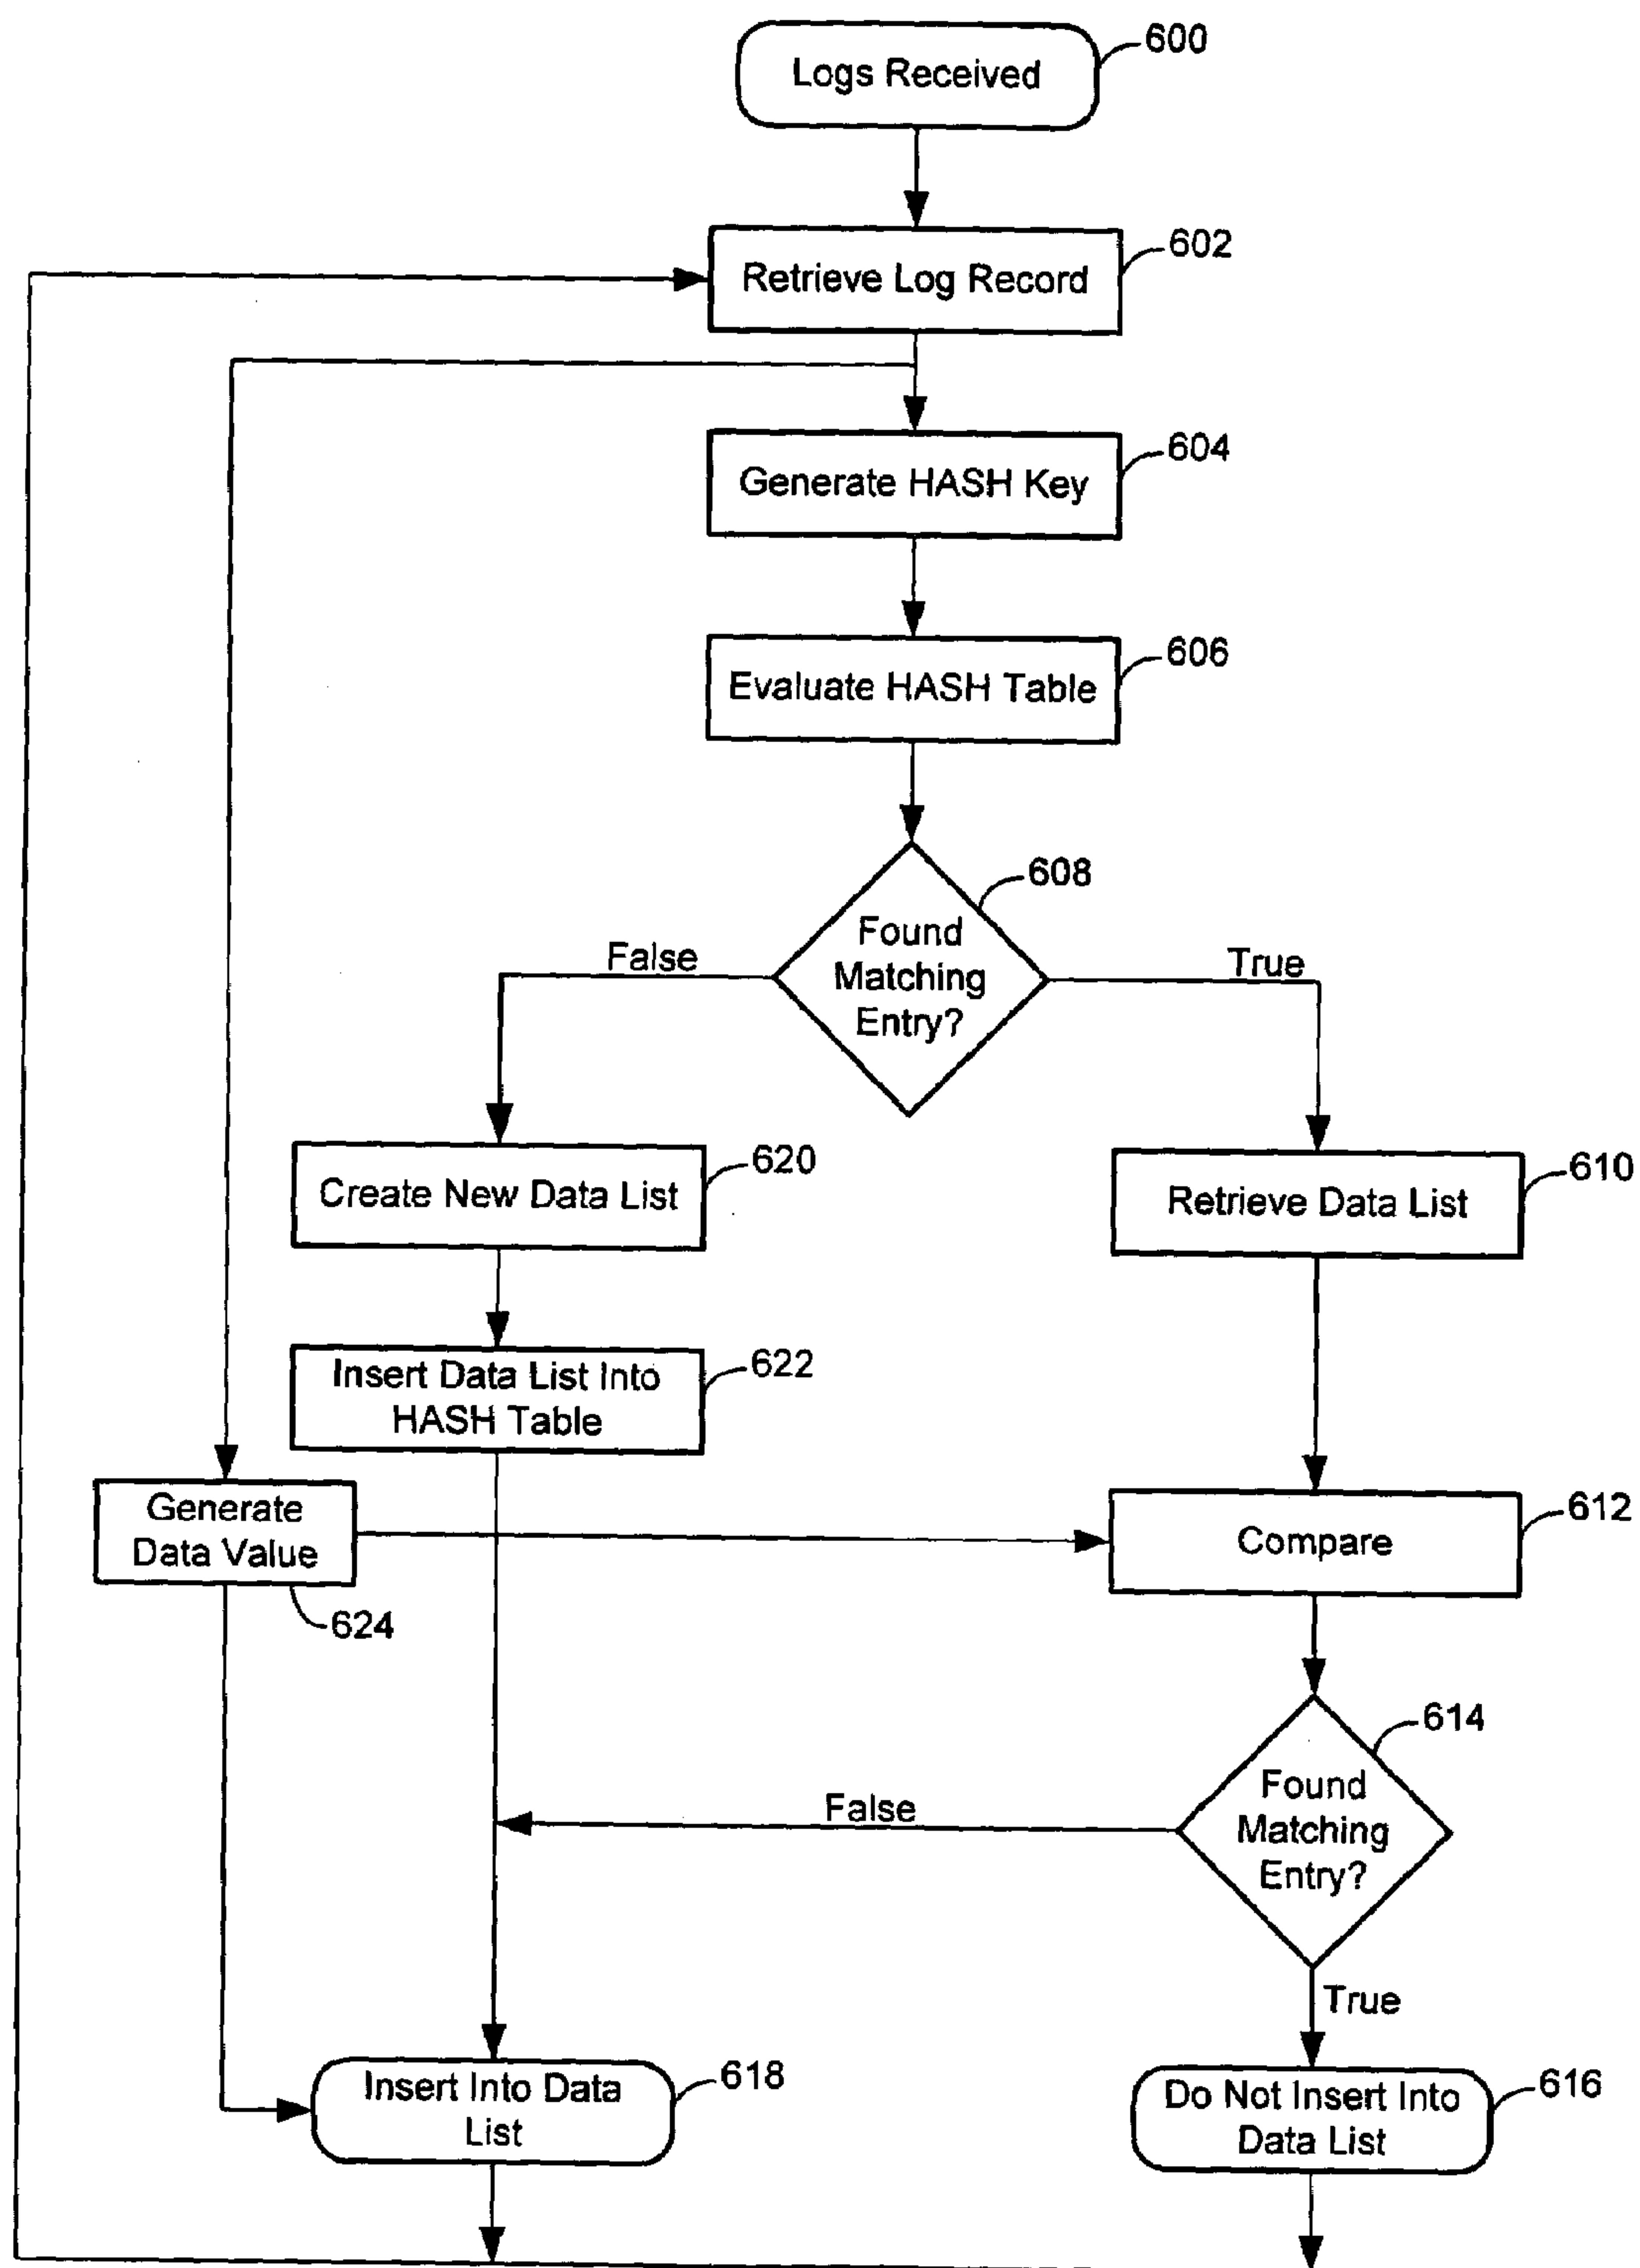 600
Logs Received
602
Retrieve Log Record
604
Generate HASH Key
606
Evaluate HASH Table
608
Found
Matching
Entry?
False
True
620
Create New Data List
610
Retrieve Data List
622
Insert Data List Into
HASH Table
Generate
Data Value
624
612
Compare
614
Found
Matching
Entry?
False
True
618
Insert Into Data
List
616
Do Not Insert Into
Data List